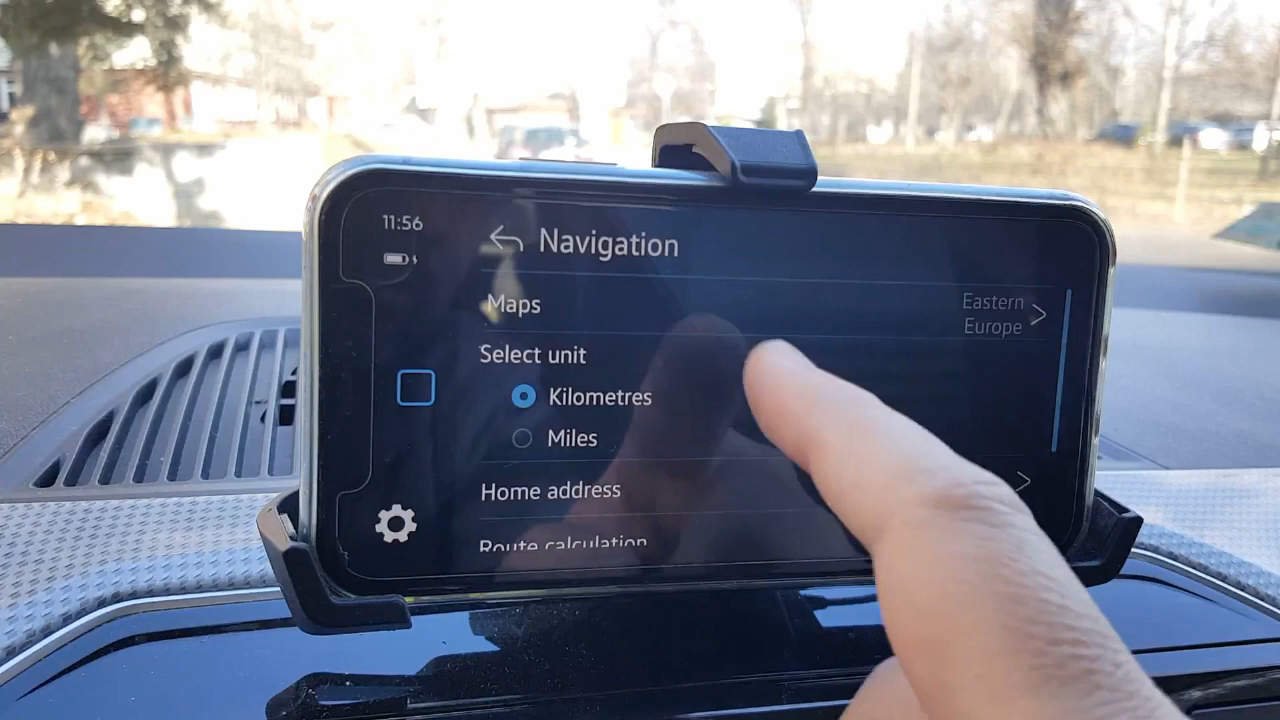 11:56
Navigation
Maps
Eastern
Europe
Select unit
Kilometres
Miles
Home address
Route calculation